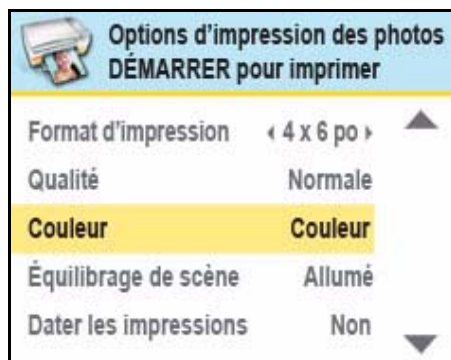 Options d'impression des photos
DÉMARRER pour imprimer
Format d'impression 4 x 6 po
Qualité Normale
Couleur Couleur
Équilibrage de scène Allumé
Dater les impressions Non